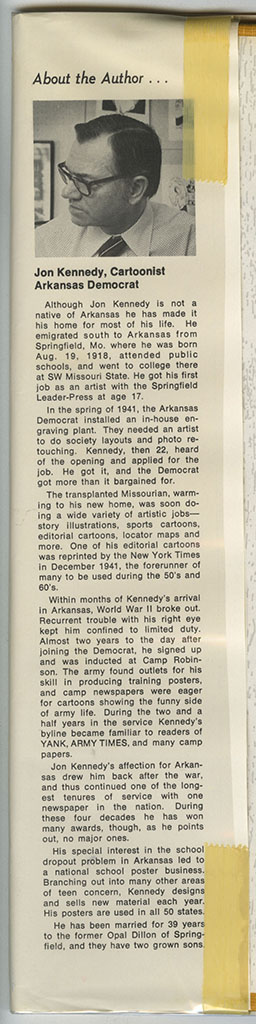 About the Author . . .
Jon Kennedy, Cartoonist
Arkansas Democrat
Although Jon Kennedy is not a
native of Arkansas he has made it
his home for most of his life. He
emigrated south to Arkansas from
Springfield, Mo. where he was born
Aug. 19, 1918, attended public
schools, and went to college there
at SW Missouri State. He got his first
job as an artist with the Springfield
Leader-Press at age 17.
In the spring of 1941, the Arkansas
Democrat installed an in-house en-
graving plant. They needed an artist
to do society layouts and photo re-
touching. Kennedy, then 22, heard
of the opening and applied for the
job. He got it, and the Democrat
got more than it bargained for.
The transplanted Missourian, warm-
ing to his new home, was soon do-
ing a wide variety of artistic jobs—
story illustrations, sports cartoons,
editorial cartoons, locator maps and
more. One of his editorial cartoons
was reprinted by the New York Times
in December 1941, the forerunner of
many to be used during the 50's and
60's.
Within months of Kennedy's arrival
in Arkansas, World War II broke out.
Recurrent trouble with his right eye
kept him confined to limited duty.
Almost two years to the day after
joining the Democrat, he signed up
and was inducted at Camp Robin-
son. The army found outlets for his
skill in producing training posters,
and camp newspapers were eager
for cartoons showing the funny side
of army life. During the two and a
half years in the service Kennedy's
byline became familiar to readers of
YANK, ARMY TIMES, and many camp
papers.
Jon Kennedy's affection for Arkan-
sas drew him back after the war,
and thus continued one of the long-
est tenures of service with one
newspaper in the nation. During
these four decades he has won
many awards, though, as he points
out, no major ones.
His special interest in the school
dropout problem in Arkansas led to
a national school poster business.
Branching out into many other areas
of teen concern, Kennedy designs
and sells new material each year.
His posters are used in all 50 states.
He has been married for 39 years
to the former Opal Dillon of Spring-
field, and they have two grown sons.